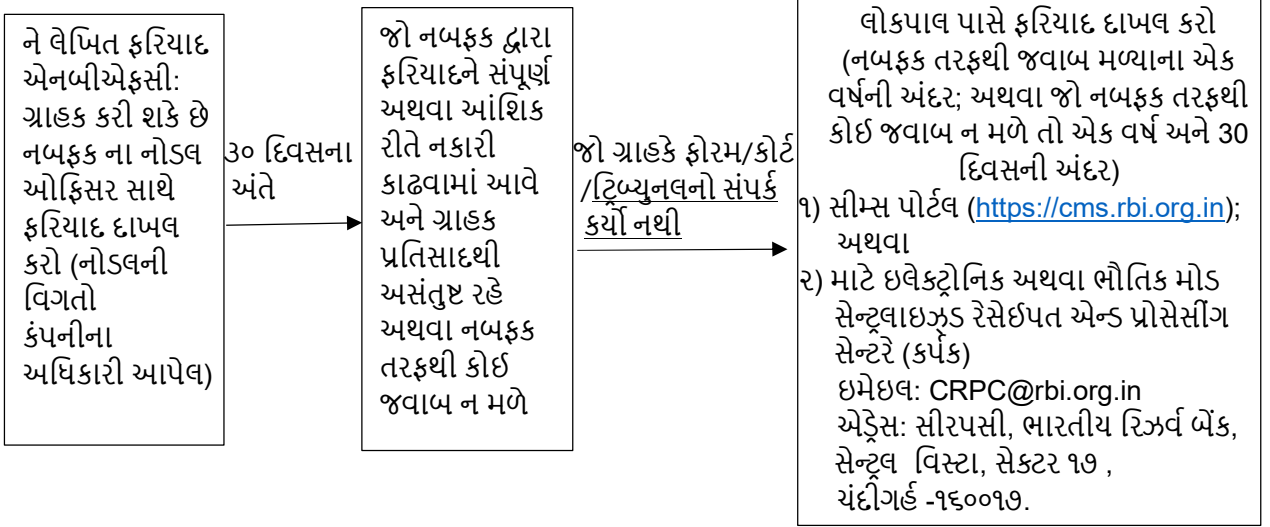 ને લેખિત ફરિયાદ
એનબીએફસી:
ગ્રાહક કરી શકે છે
નબફક ના નોડલ
ઓફિસર સાથે
ફરિયાદ દાખલ
કરો (નોડલની
વિગતો
કંપનીના
અધિકારી આપેલ)
૩૦ દિવસના
અંતે
જો નબફક દ્વારા
ફરિયાદને સંપૂર્ણ
અથવા આંશિક
રીતે નકારી
કાઢવામાં આવે
અને ગ્રાહક
પ્રતિસાદથી
અસંતુષ્ટ રહે
અથવા નબફક
તરફથી કોઈ
જવાબ ન મળે
જો ગ્રાહકે ફોરમ/કોર્ટ
/ટ્રિબ્યુનલનો સંપર્ક
કર્યો નથી
લોકપાલ પાસે ફરિયાદ દાખલ કરો
(નબફક તરફથી જવાબ મળ્યાના એક
વર્ષની અંદર; અથવા જો નબફક તરફથી
કોઈ જવાબ ન મળે તો એક વર્ષ અને 30
દિવસની અંદર)
૧) સીમ્સ પોર્ટલ (https://cms.rbi.org.in);
અથવા
૨) માટે ઇલેક્ટ્રોનિક અથવા ભૌતિક મોડ
સેન્ટ્રલાઇઝ્ડ રેસેઈપત એન્ડ પ્રોસેસીંગ
સેન્ટરે (કર્પક)
ઇમેઇલ: CRPC@rbi.org.in
એડ્રેસ: સીરપસી, ભારતીય રિઝર્વ બેંક,
સેન્ટ્રલ વિસ્ટા, સેક્ટર ૧૭ ,
ચંદીગર્હ -૧૬૦૦૧૭.